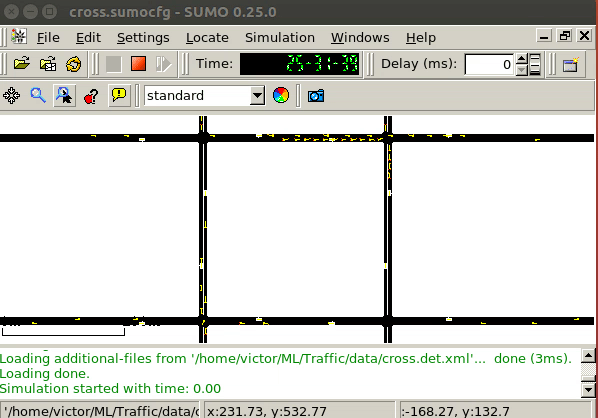 cross.sumocfg - SUMO 0.25.0
File Edit Settings Locate Simulation Windows Help
Time: 25-31-39 Delay (ms): 0
standard
Loading additional-files from '/home/victor/ML/Traffic/data/cross.det.xml'... done (3ms).
Loading done.
Simulation started with time: 0.00
'/home/victor/ML/Traffic/data/c x:231.73, y:532.77 :-168.27, y:132.7